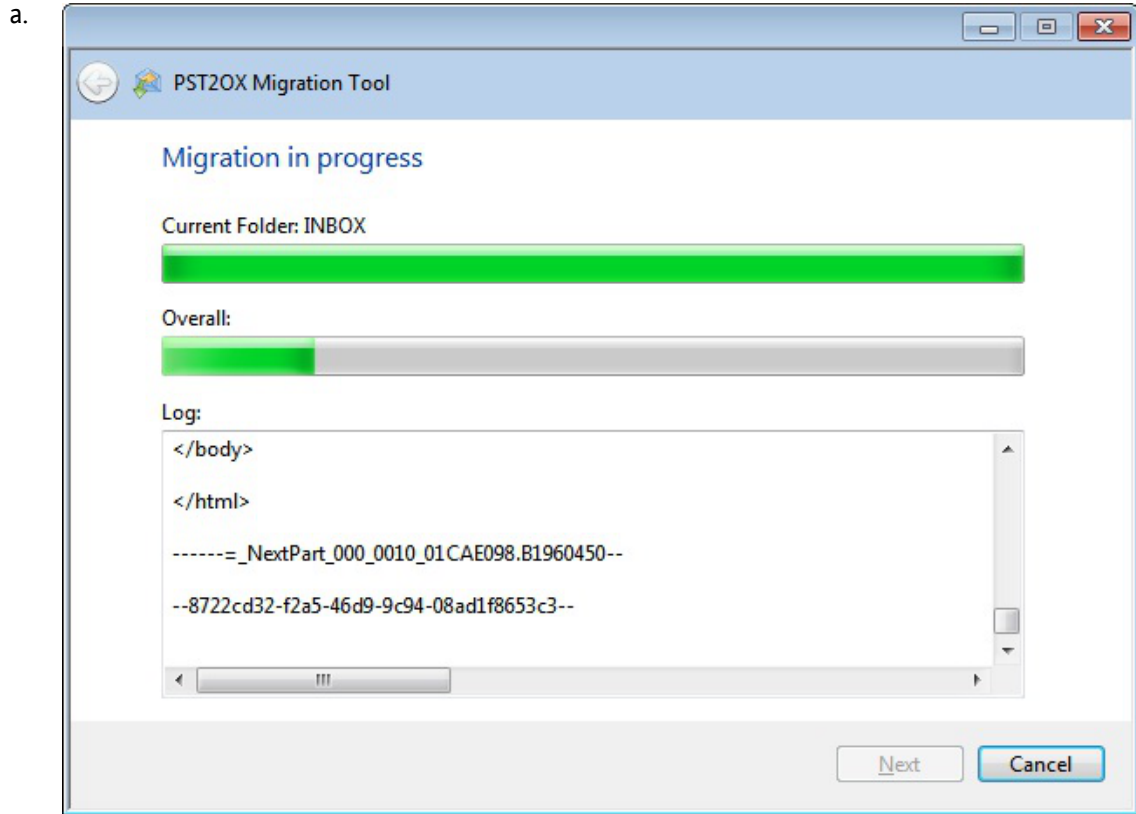 a.
PST2OX Migration Tool
Migration in progress
Current Folder: INBOX
Overall:
Log:
</body>
</html>
------=_NextPart_000_0010_01CAE098.B1960450--
--8722cd32-f2a5-46d9-9c94-08ad1f8653c3--
Next
Cancel